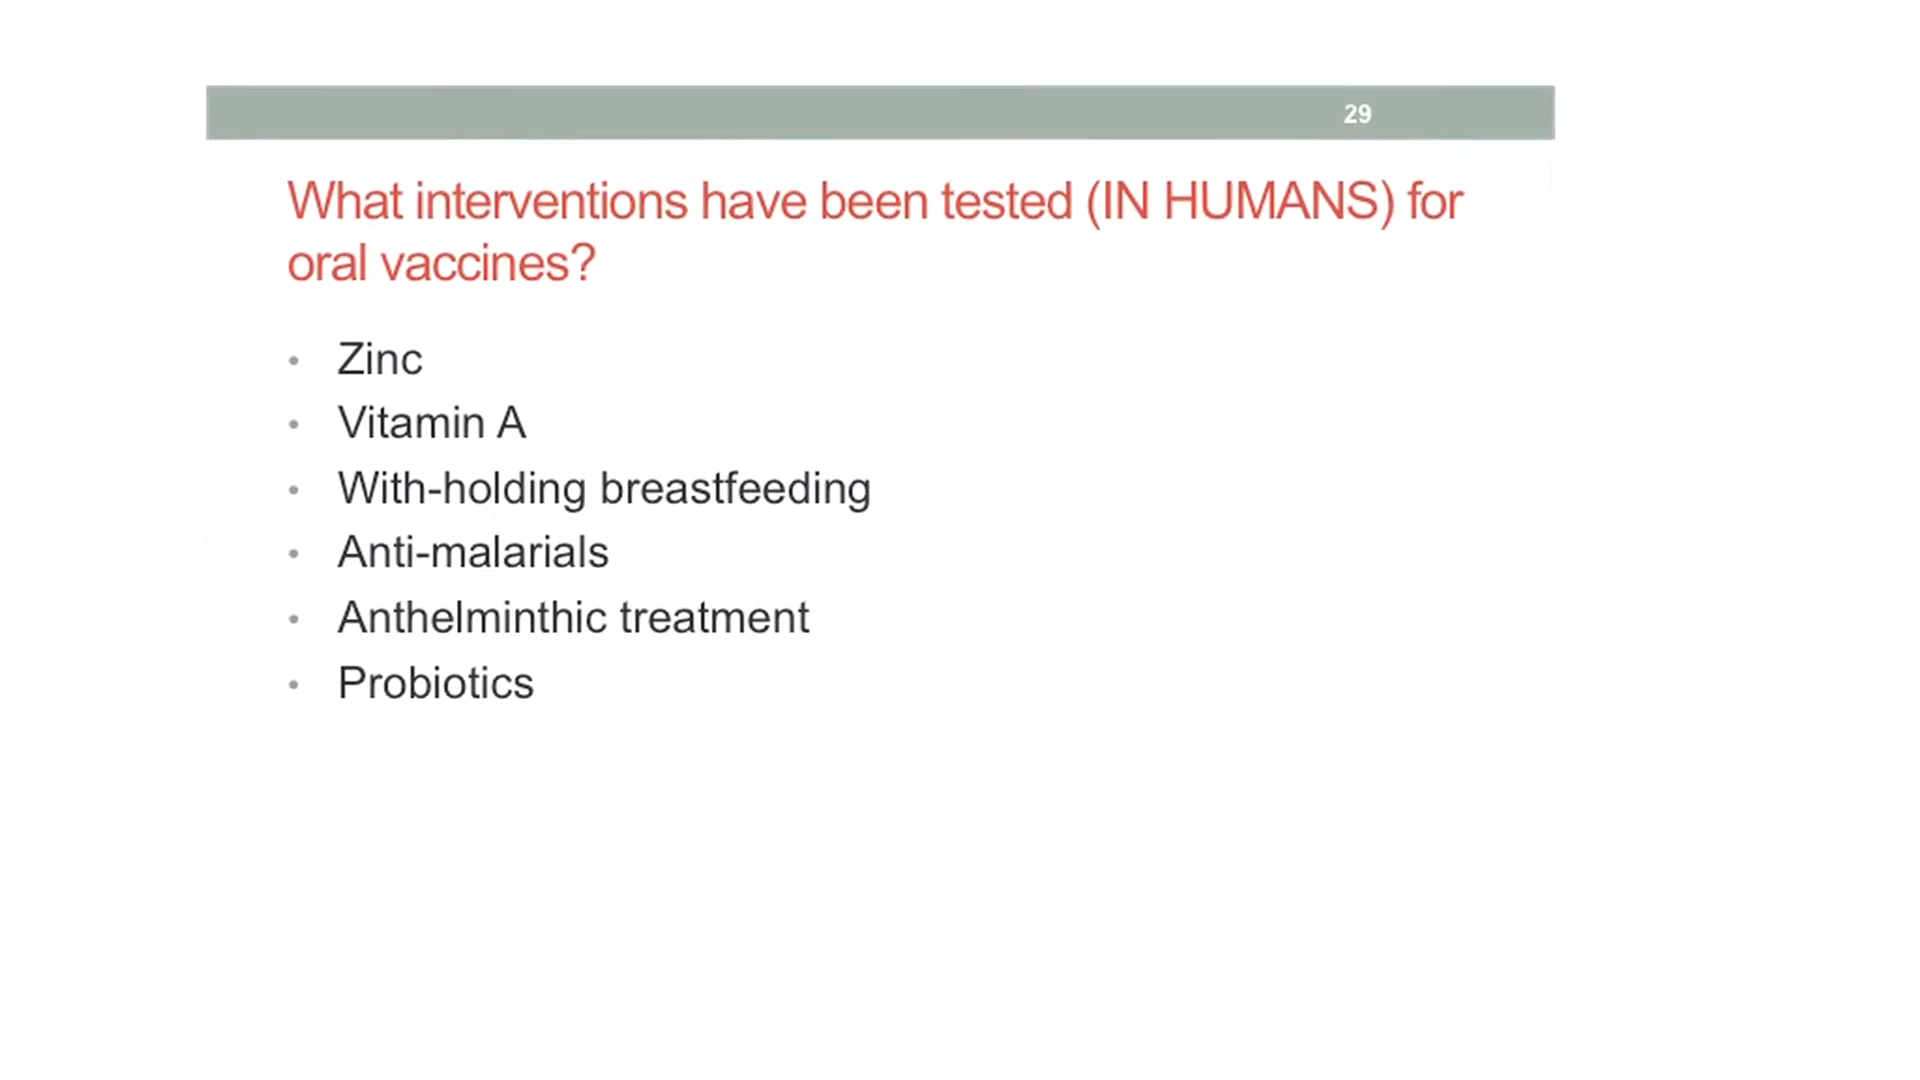 29
What interventions have been tested (IN HUMANS) for
oral vaccines?
• Zinc
• Vitamin A
• With-holding breastfeeding
• Anti-malarials
• Anthelminthic treatment
• Probiotics